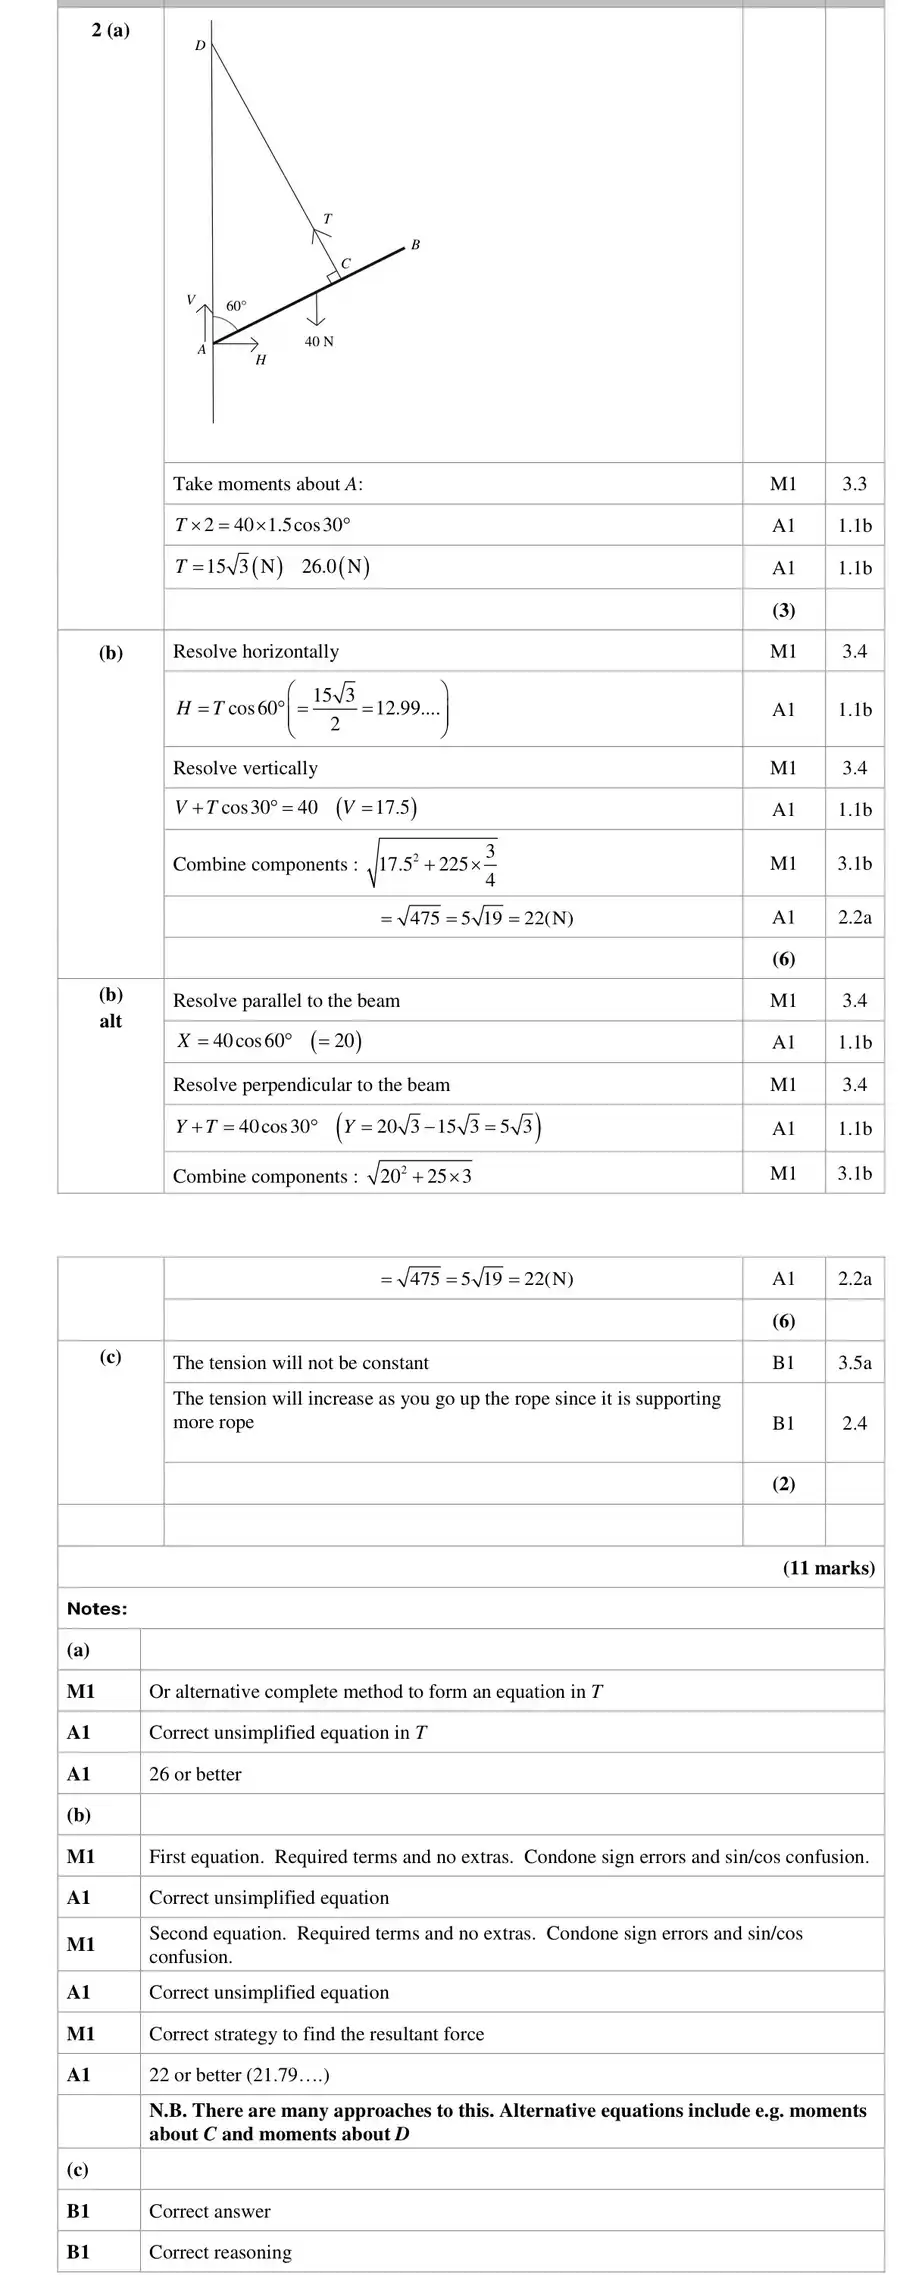 2 (a)
D
T
B
C
V
60°
A
H
40 N
Take moments about A: M1 3.3
T × 2 = 40 × 1.5 cos 30° A1 1.1b
T = 15√3 (N) 26.0 (N) A1 1.1b
(3)
(b) Resolve horizontally M1 3.4
H = T cos 60° (= 15√3/2 = 12.99....) A1 1.1b
Resolve vertically M1 3.4
V + T cos 30° = 40 (V = 17.5) A1 1.1b
Combine components : √(17.5² + 225 × 3/4) M1 3.1b
= √475 = 5√19 = 22(N) A1 2.2a
(6)
(b) alt Resolve parallel to the beam M1 3.4
X = 40 cos 60° (= 20) A1 1.1b
Resolve perpendicular to the beam M1 3.4
Y + T = 40 cos 30° (Y = 20√3 − 15√3 = 5√3) A1 1.1b
Combine components : √(20² + 25 × 3) M1 3.1b
= √475 = 5√19 = 22(N) A1 2.2a
(6)
(c) The tension will not be constant B1 3.5a
The tension will increase as you go up the rope since it is supporting
more rope B1 2.4
(2)
(11 marks)
Notes:
(a)
M1 Or alternative complete method to form an equation in T
A1 Correct unsimplified equation in T
A1 26 or better
(b)
M1 First equation. Required terms and no extras. Condone sign errors and sin/cos confusion.
A1 Correct unsimplified equation
M1 Second equation. Required terms and no extras. Condone sign errors and sin/cos
confusion.
A1 Correct unsimplified equation
M1 Correct strategy to find the resultant force
A1 22 or better (21.79….)
N.B. There are many approaches to this. Alternative equations include e.g. moments
about C and moments about D
(c)
B1 Correct answer
B1 Correct reasoning